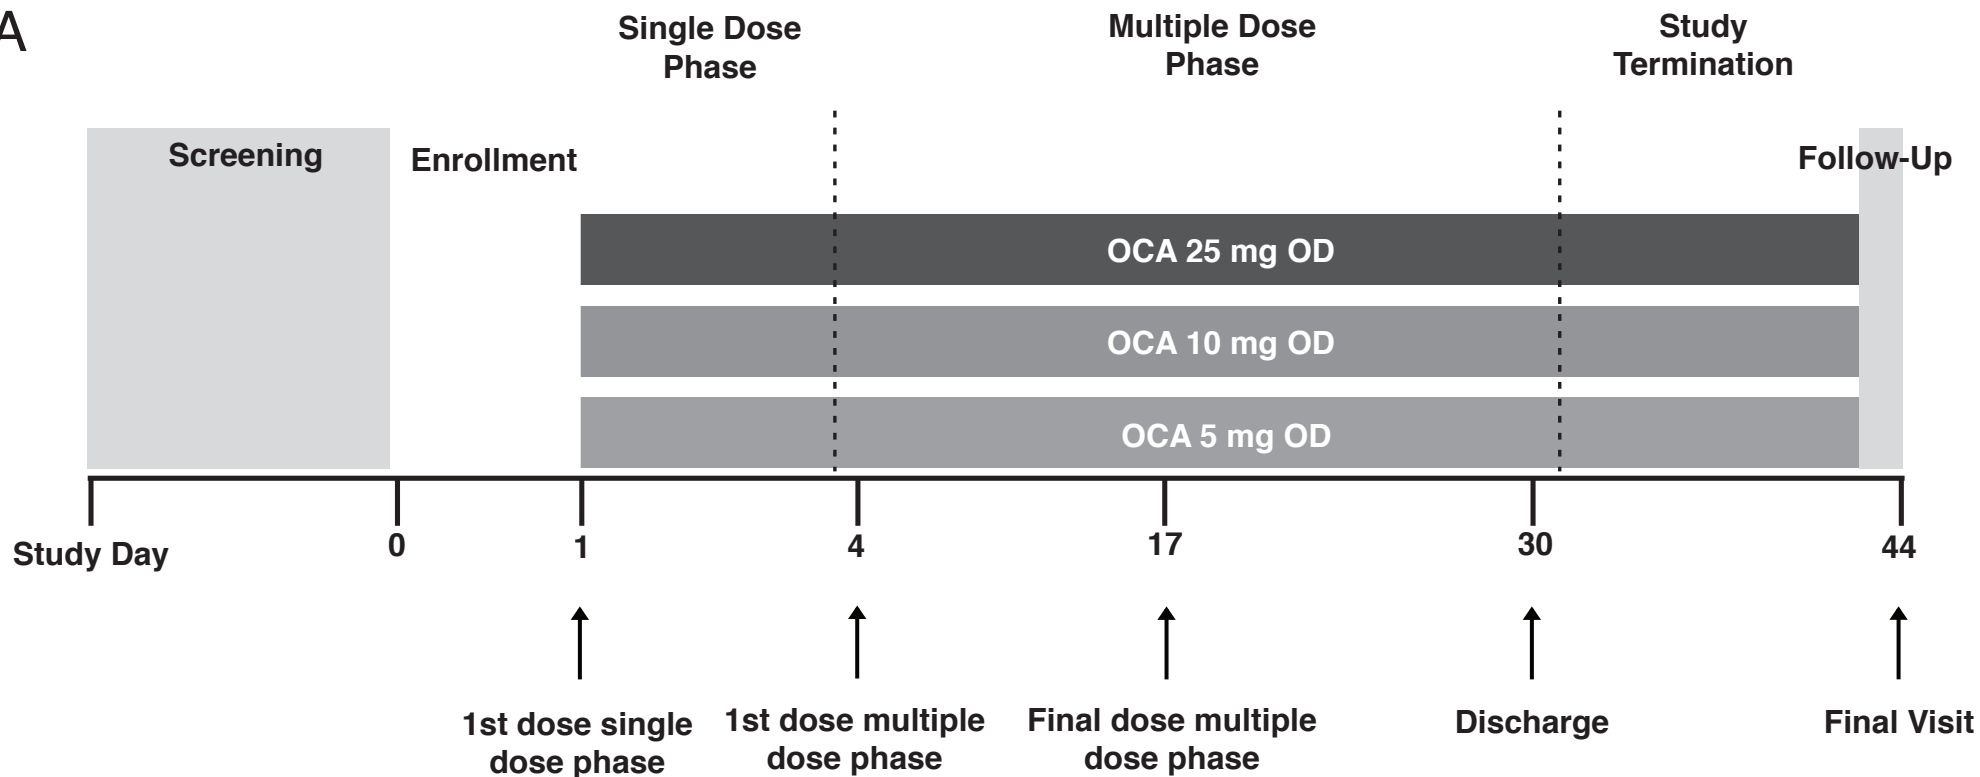 A
Single Dose
Phase
Multiple Dose
Phase
Study
Termination
Screening
Enrollment
Follow-Up
OCA 25 mg OD
OCA 10 mg OD
OCA 5 mg OD
Study Day
0
1
4
17
30
44
1st dose single
dose phase
1st dose multiple
dose phase
Final dose multiple
dose phase
Discharge
Final Visit